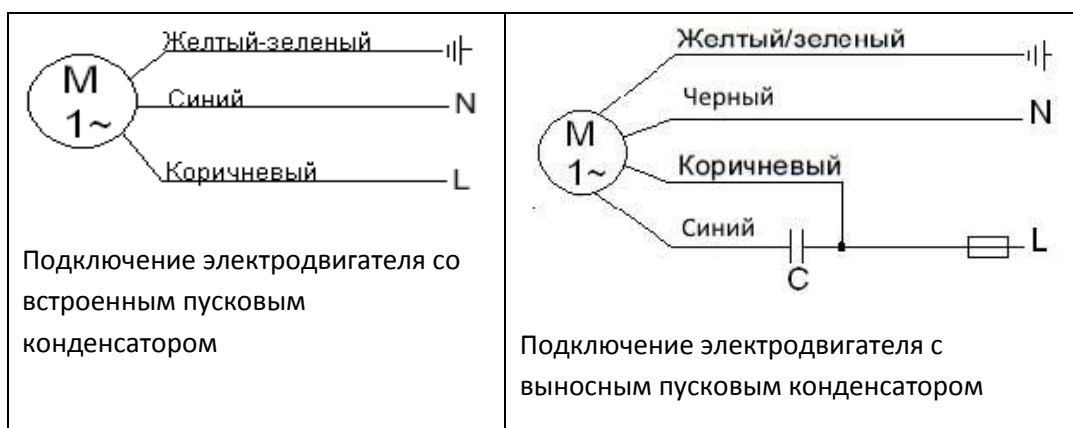 Желтый-зеленый
M
1~
Синий
N
Коричневый
L
Подключение электродвигателя со
встроенным пусковым
конденсатором
Желтый/зеленый
Черный
N
M
1~
Коричневый
Синий
L
C
Подключение электродвигателя с
выносным пусковым конденсатором